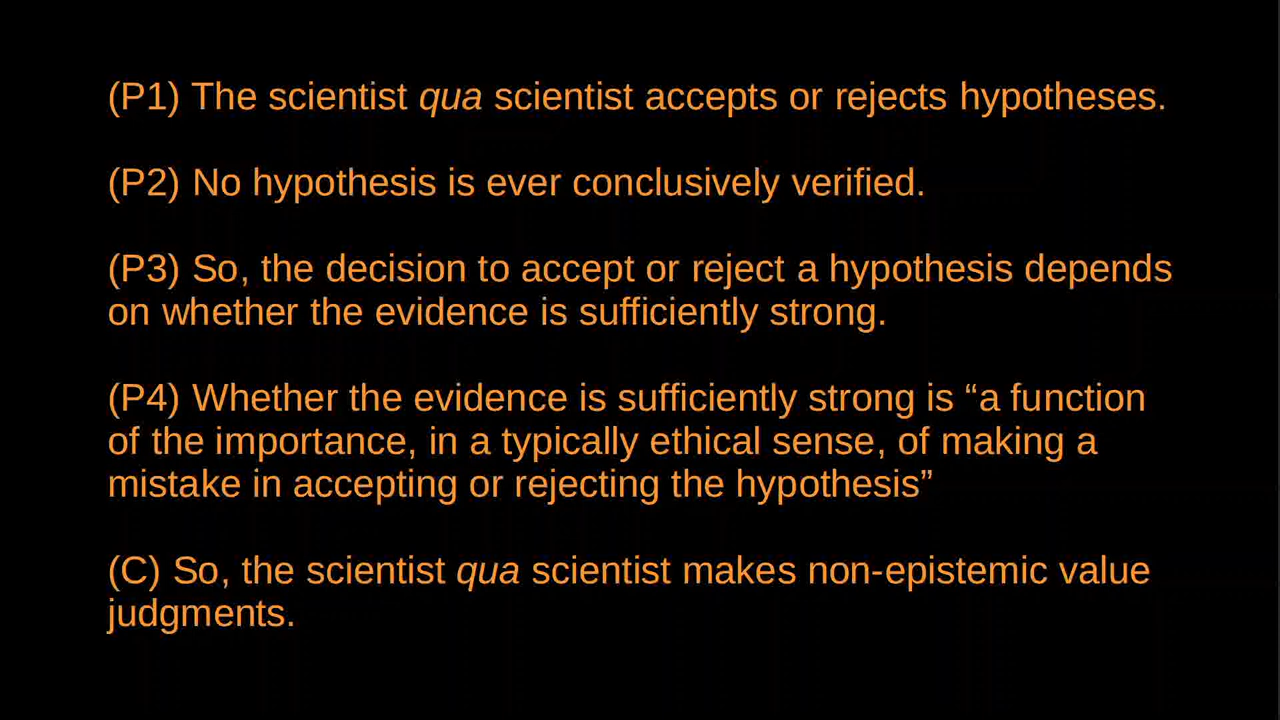 (P1) The scientist qua scientist accepts or rejects hypotheses.
(P2) No hypothesis is ever conclusively verified.
(P3) So, the decision to accept or reject a hypothesis depends
on whether the evidence is sufficiently strong.
(P4) Whether the evidence is sufficiently strong is “a function
of the importance, in a typically ethical sense, of making a
mistake in accepting or rejecting the hypothesis”
(C) So, the scientist qua scientist makes non-epistemic value
judgments.